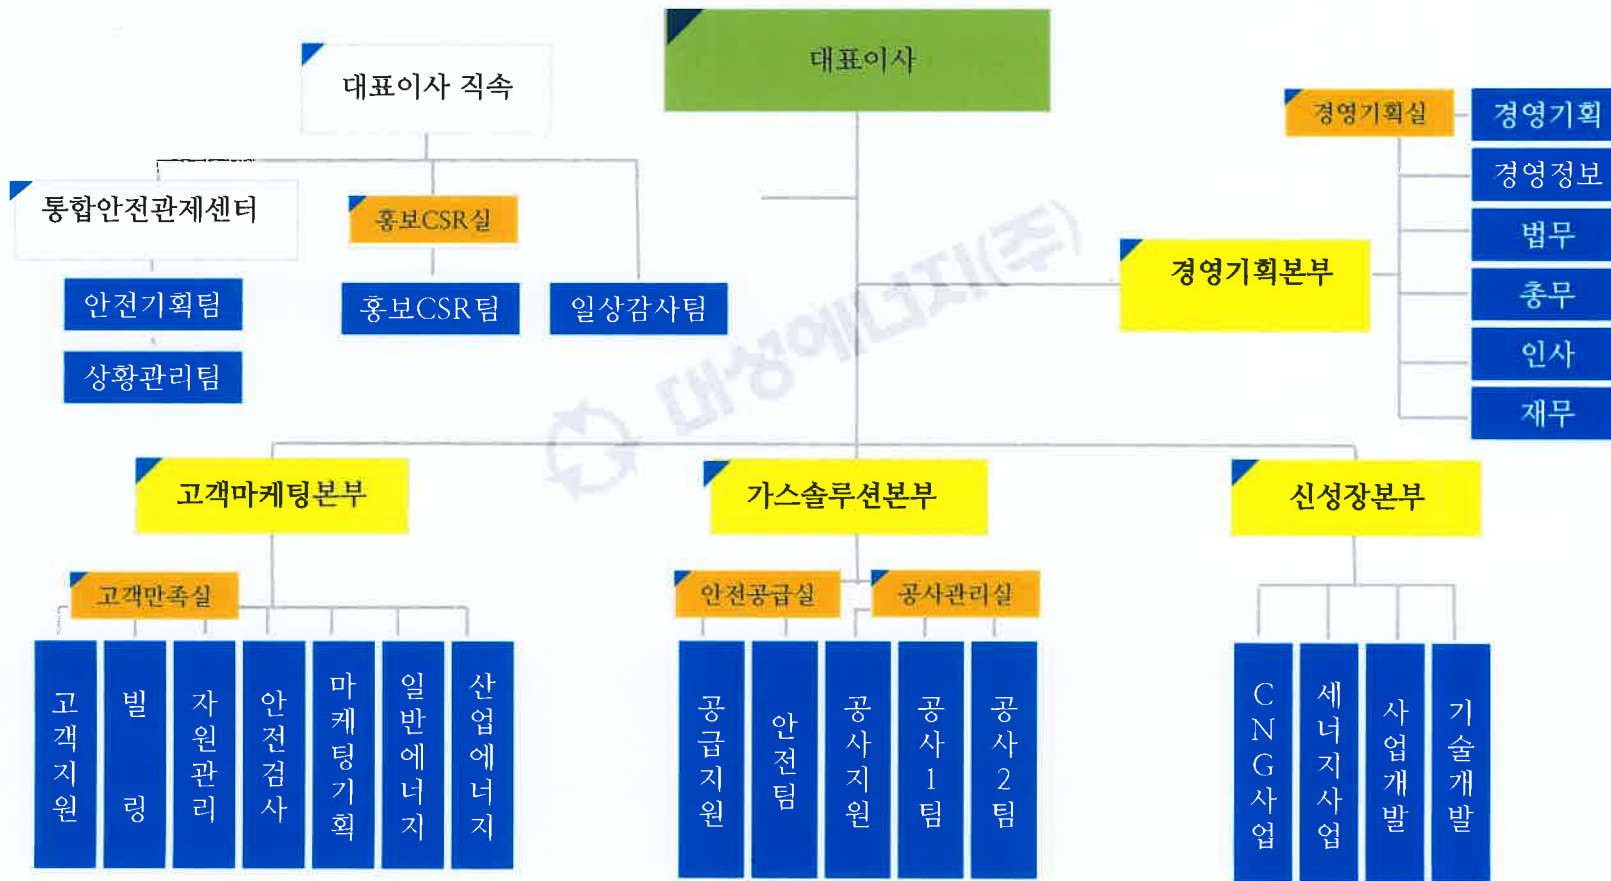 대표이사
대표이사 직속
경영기획실
경영기획
경영정보
법무
총무
인사
재무
통합안전관제센터
홍보CSR실
안전기획팀
홍보CSR팀
일상감사팀
상황관리팀
경영기획본부
대성에너지(주)
고객마케팅본부
가스솔루션본부
신성장본부
고객만족실
안전공급실
공사관리실
고객지원
빌링
자원관리
안전검사
마케팅기획
일반에너지
산업에너지
공급지원
안전팀
공사지원
공사1팀
공사2팀
CNG사업
세너지사업
사업개발
기술개발